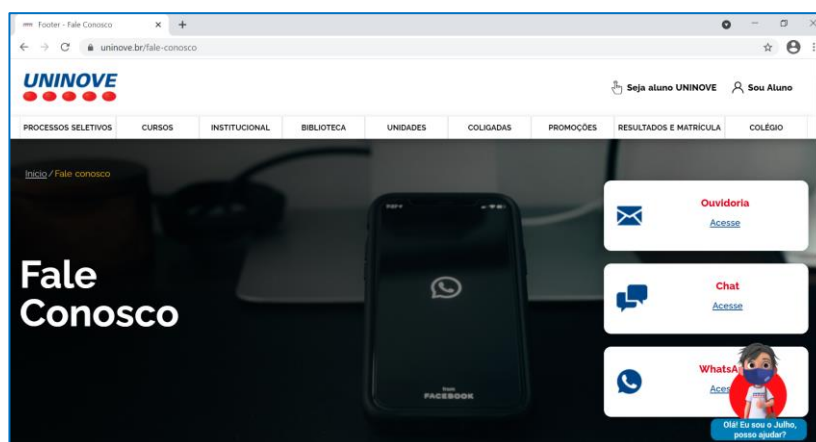 Footer - Fale Conosco
uninove.br/fale-conosco
UNINOVE
Seja aluno UNINOVE
Sou Aluno
PROCESSOS SELETIVOS
CURSOS
INSTITUCIONAL
BIBLIOTECA
UNIDADES
COLIGADAS
PROMOÇÕES
RESULTADOS E MATRÍCULA
COLÉGIO
Início / Fale conosco
Fale
Conosco
from
FACEBOOK
Ouvidoria
Acesse
Chat
Acesse
Olá! Eu sou o Julho,
posso ajudar?